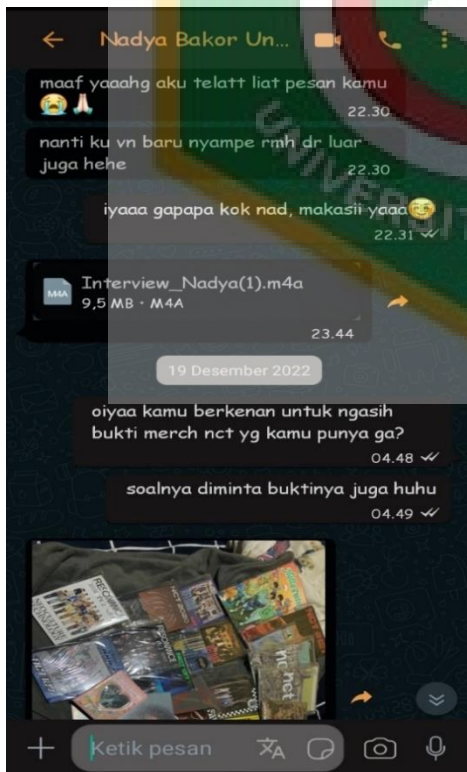 Nadya Bakor Un...
maaf yaaahg aku telatt liat pesan kamu
😭🙏🏻
22.30
nanti ku vn baru nyampe rmh dr luar
juga hehe
22.30
iyaaa gapapa kok nad, makasii yaaa☺️
22.31
Interview_Nadya(1).m4a
M4A
9,5 MB · M4A
23.44
19 Desember 2022
oiyaa kamu berkenan untuk ngasih
bukti merch nct yg kamu punya ga?
04.48
soalnya diminta buktinya juga huhu
04.49
Ketik pesan